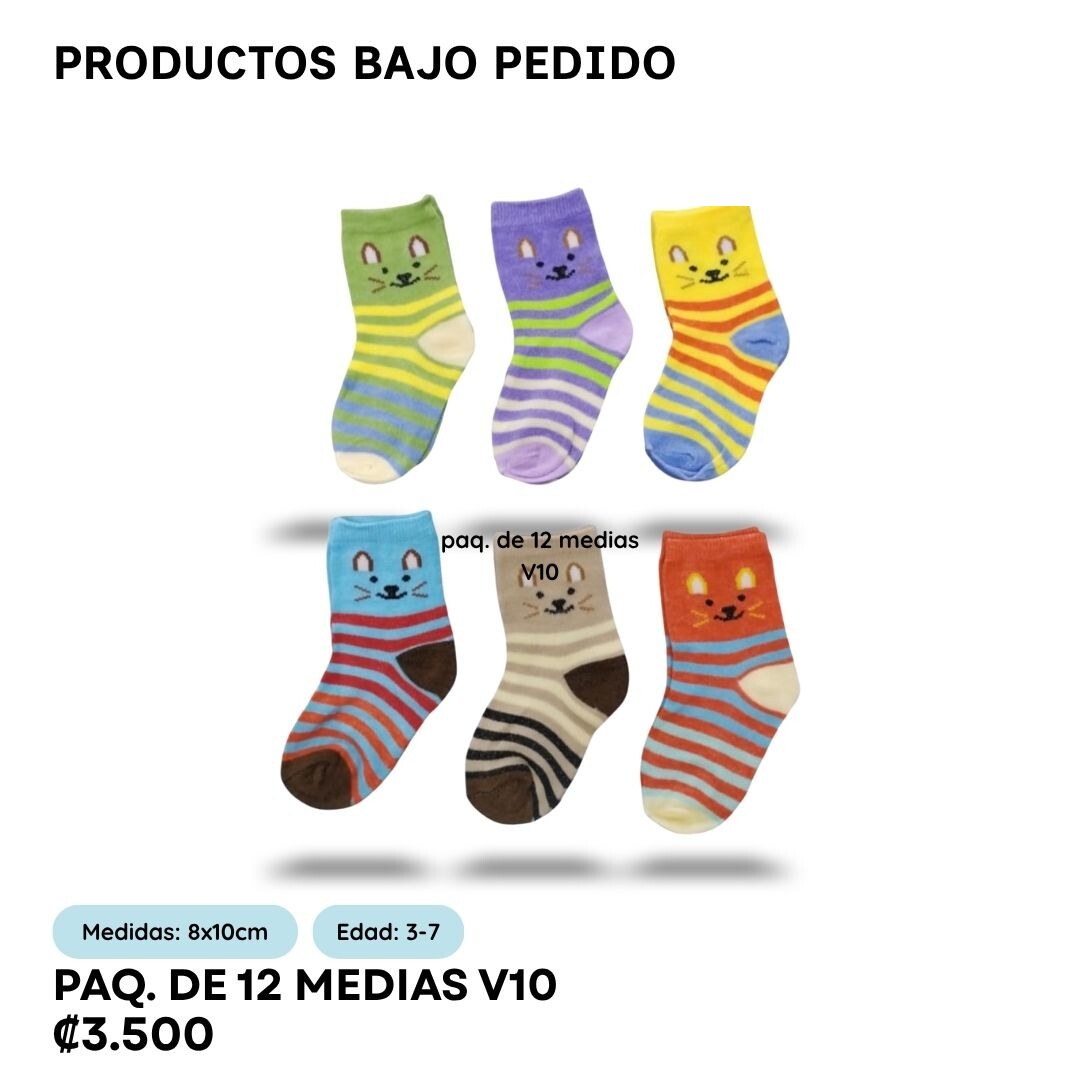 PRODUCTOS BAJO PEDIDO
paq. de 12 medias
V10
Medidas: 8x10cm
Edad: 3-7
PAQ. DE 12 MEDIAS V10
₡3.500